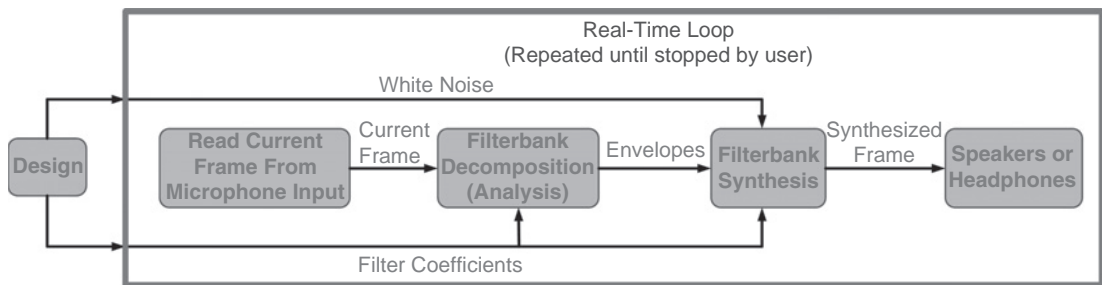 Real-Time Loop
(Repeated until stopped by user)
White Noise
Design
Read Current
Frame From
Microphone Input
Current
Frame
Filterbank
Decomposition
(Analysis)
Envelopes
Filterbank
Synthesis
Synthesized
Frame
Speakers or
Headphones
Filter Coefficients